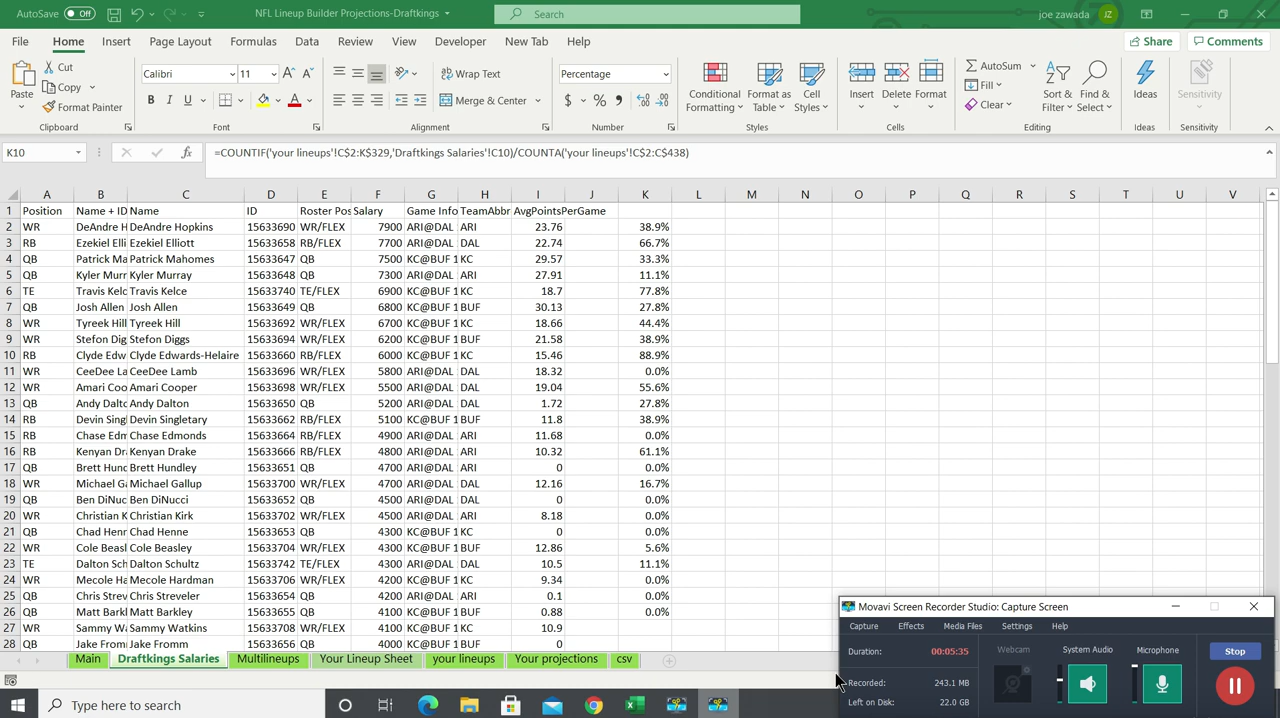 AutoSave Off NFL Lineup Builder Projections-Draftkings Search joe zawada JZ
File Home Insert Page Layout Formulas Data Review View Developer New Tab Help Share Comments
Paste Cut Copy Format Painter Clipboard
Calibri 11 B I U Font
Wrap Text Merge & Center Alignment
Percentage $ % Number
Conditional Formatting Format as Table Cell Styles Styles
Insert Delete Format Cells
AutoSum Fill Clear Sort & Filter Find & Select Editing
Ideas Ideas
Sensitivity Sensitivity
K10 fx =COUNTIF('your lineups'!C$2:K$329,'Draftkings Salaries'!C10)/COUNTA('your lineups'!C$2:C$438)
A B C D E F G H I J K L M N O P Q R S T U V
1 Position Name + ID Name ID Roster Pos Salary Game Info TeamAbbr AvgPointsPerGame
2 WR DeAndre H DeAndre Hopkins 15633690 WR/FLEX 7900 ARI@DAL ARI 23.76 38.9%
3 RB Ezekiel Elli Ezekiel Elliott 15633658 RB/FLEX 7700 ARI@DAL DAL 22.74 66.7%
4 QB Patrick Ma Patrick Mahomes 15633647 QB 7500 KC@BUF 1 KC 29.57 33.3%
5 QB Kyler Murr Kyler Murray 15633648 QB 7300 ARI@DAL ARI 27.91 11.1%
6 TE Travis Kelc Travis Kelce 15633740 TE/FLEX 6900 KC@BUF 1 KC 18.7 77.8%
7 QB Josh Allen Josh Allen 15633649 QB 6800 KC@BUF 1 BUF 30.13 27.8%
8 WR Tyreek Hill Tyreek Hill 15633692 WR/FLEX 6700 KC@BUF 1 KC 18.66 44.4%
9 WR Stefon Dig Stefon Diggs 15633694 WR/FLEX 6200 KC@BUF 1 BUF 21.58 38.9%
10 RB Clyde Edw Clyde Edwards-Helaire 15633660 RB/FLEX 6000 KC@BUF 1 KC 15.46 88.9%
11 WR CeeDee La CeeDee Lamb 15633696 WR/FLEX 5800 ARI@DAL DAL 18.32 0.0%
12 WR Amari Coo Amari Cooper 15633698 WR/FLEX 5500 ARI@DAL DAL 19.04 55.6%
13 QB Andy Dalto Andy Dalton 15633650 QB 5200 ARI@DAL DAL 1.72 27.8%
14 RB Devin Sing Devin Singletary 15633662 RB/FLEX 5100 KC@BUF 1 BUF 11.8 38.9%
15 RB Chase Edm Chase Edmonds 15633664 RB/FLEX 4900 ARI@DAL ARI 11.68 0.0%
16 RB Kenyan Dr Kenyan Drake 15633666 RB/FLEX 4800 ARI@DAL ARI 10.32 61.1%
17 QB Brett Hund Brett Hundley 15633651 QB 4700 ARI@DAL ARI 0 0.0%
18 WR Michael Ga Michael Gallup 15633700 WR/FLEX 4700 ARI@DAL DAL 12.16 16.7%
19 QB Ben DiNuc Ben DiNucci 15633652 QB 4500 ARI@DAL DAL 0 0.0%
20 WR Christian K Christian Kirk 15633702 WR/FLEX 4500 ARI@DAL ARI 8.18 0.0%
21 QB Chad Henr Chad Henne 15633653 QB 4300 KC@BUF 1 KC 0 0.0%
22 WR Cole Beasl Cole Beasley 15633704 WR/FLEX 4300 KC@BUF 1 BUF 12.86 5.6%
23 TE Dalton Sch Dalton Schultz 15633742 TE/FLEX 4300 ARI@DAL DAL 10.5 11.1%
24 WR Mecole Ha Mecole Hardman 15633706 WR/FLEX 4200 KC@BUF 1 KC 9.34 0.0%
25 QB Chris Strev Chris Streveler 15633654 QB 4200 ARI@DAL ARI 0.1 0.0%
26 QB Matt Barkl Matt Barkley 15633655 QB 4100 KC@BUF 1 BUF 0.88 0.0%
27 WR Sammy Wa Sammy Watkins 15633708 WR/FLEX 4100 KC@BUF 1 KC 10.9
28 QB Jake From Jake Fromm 15633656 QB 4000 KC@BUF 1 BUF 0
Main Draftkings Salaries Multilineups Your Lineup Sheet your lineups Your projections csv
Movavi Screen Recorder Studio: Capture Screen
Capture Effects Media Files Settings Help
Duration: 00:05:35 Webcam System Audio Microphone Stop
Recorded: 243.1 MB
Left on Disk: 22.0 GB
Type here to search